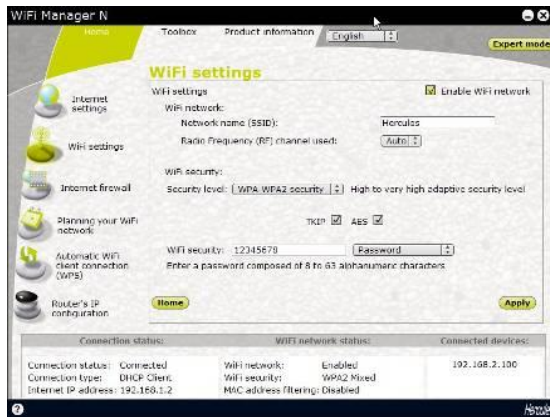 WiFi Manager N
Home Toolbox Product information English
Expert mode
WiFi settings
WiFi settings Enable WiFi network
WiFi network:
Network name (SSID): Hercules
Radio Frequency (RF) channel used: Auto
WiFi security:
Security level: WPA WPA2 security High to very high adaptive security level
TKIP AES
WiFi security: 12345678 Password
Enter a password composed of 8 to 63 alphanumeric characters
Home Apply
Internet
settings
WiFi settings
Internet firewall
Planning your WiFi
network
Automatic WiFi
client connection
(WPS)
Router's IP
configuration
Connection status: WiFi network status: Connected devices:
Connection status: Connected WiFi network: Enabled 192.168.2.100
Connection type: DHCP Client WiFi security: WPA2 Mixed
Internet IP address: 192.168.1.2 MAC address filtering: Disabled